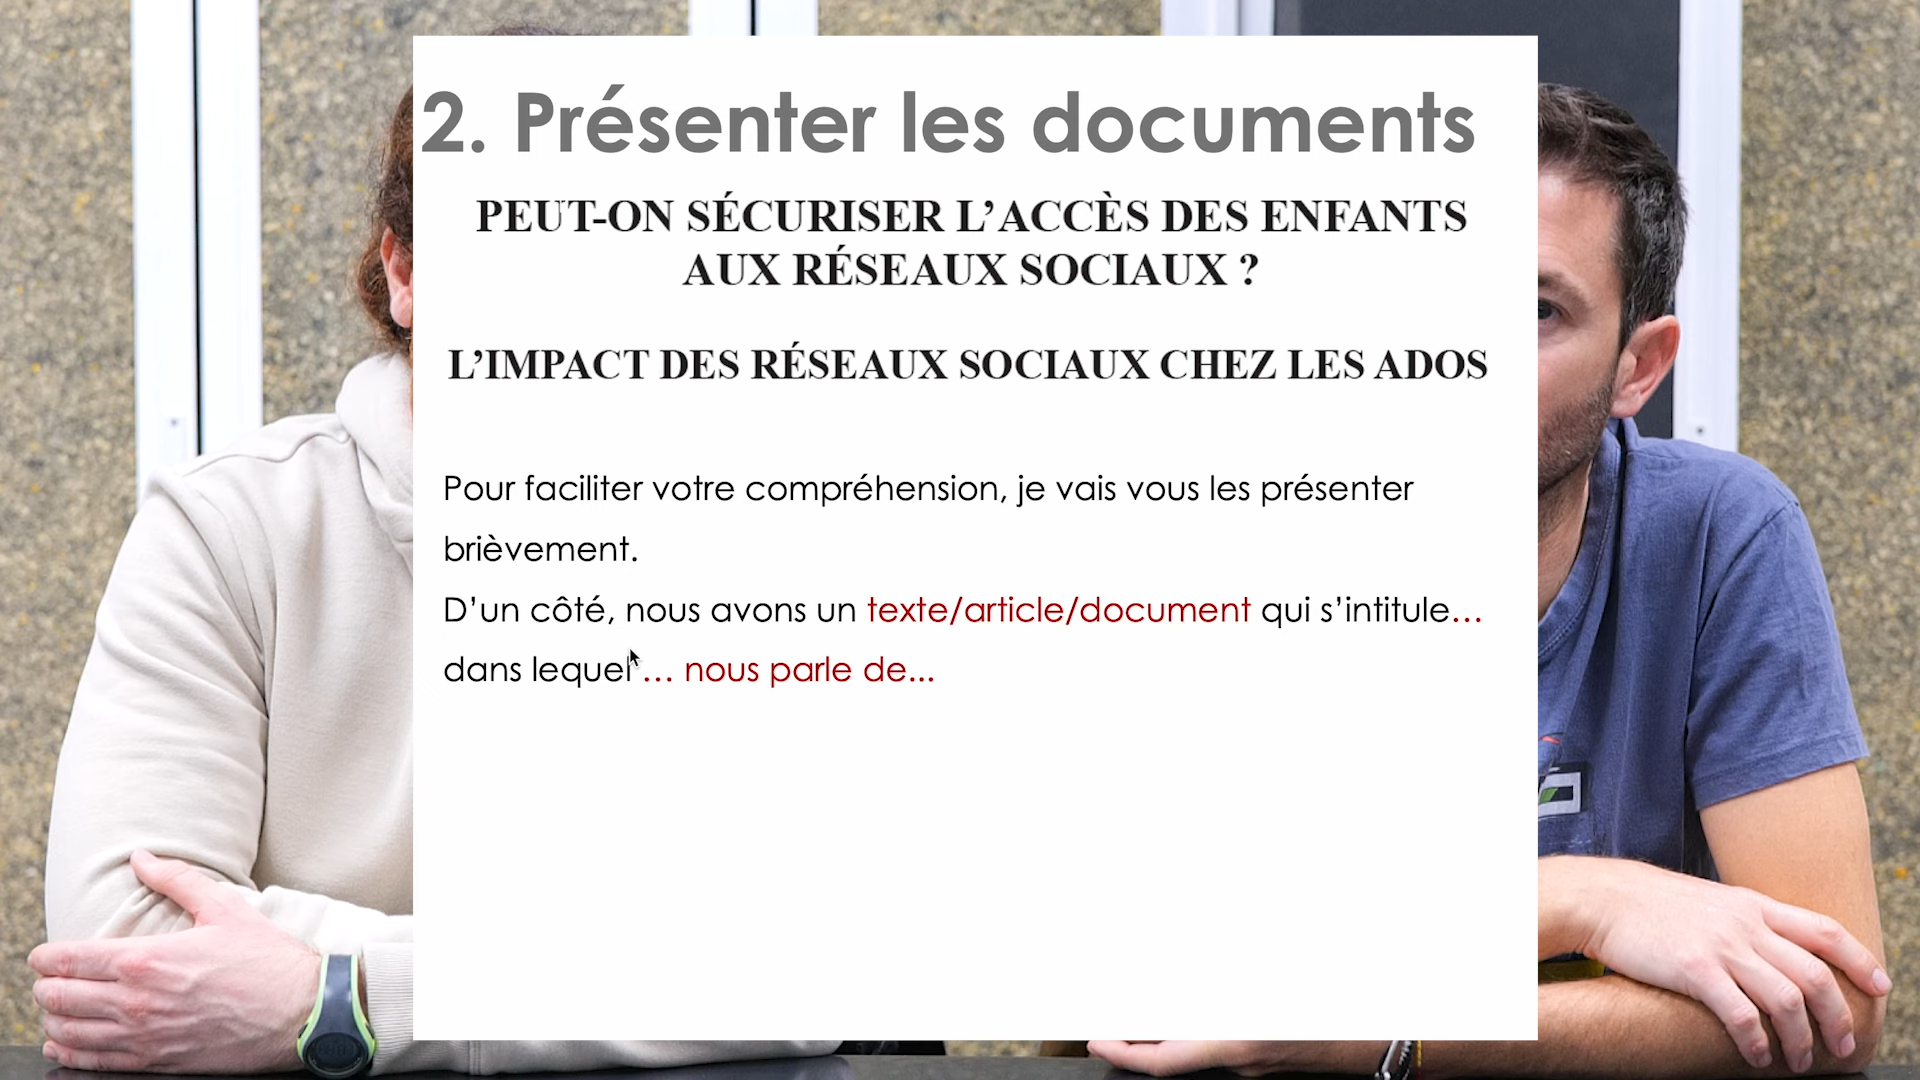 2. Présenter les documents
PEUT-ON SÉCURISER L’ACCÈS DES ENFANTS
AUX RÉSEAUX SOCIAUX ?
L’IMPACT DES RÉSEAUX SOCIAUX CHEZ LES ADOS
Pour faciliter votre compréhension, je vais vous les présenter
brièvement.
D’un côté, nous avons un texte/article/document qui s’intitule…
dans lequel … nous parle de...